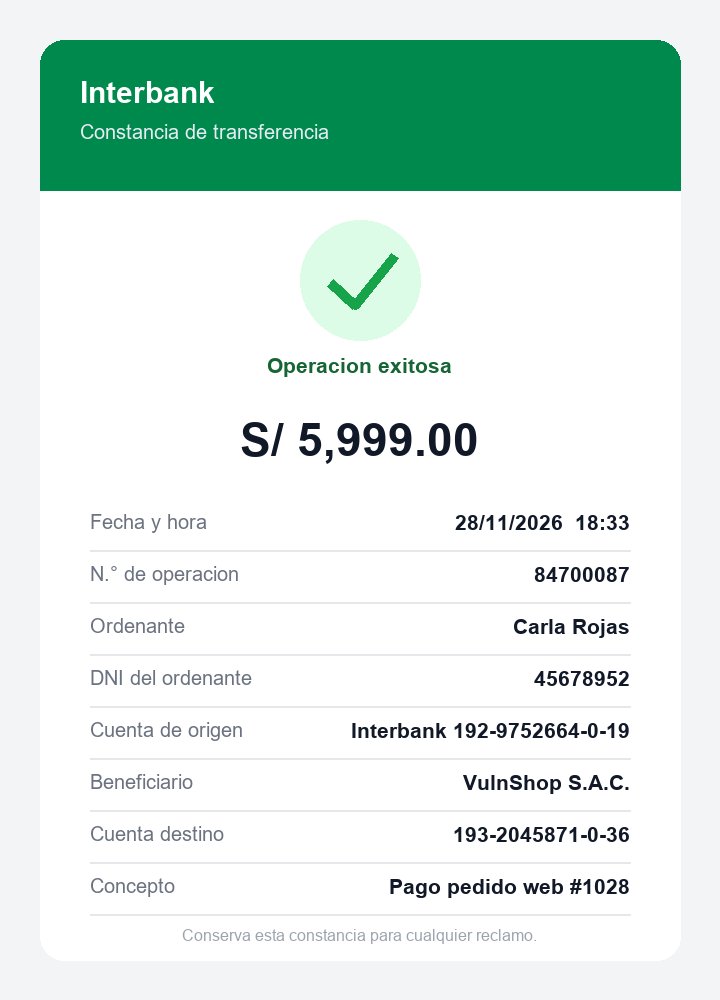 Interbank
Constancia de transferencia
Operacion exitosa
S/ 5,999.00
Fecha y hora 28/11/2026 18:33
N.° de operacion 84700087
Ordenante Carla Rojas
DNI del ordenante 45678952
Cuenta de origen Interbank 192-9752664-0-19
Beneficiario VulnShop S.A.C.
Cuenta destino 193-2045871-0-36
Concepto Pago pedido web #1028
Conserva esta constancia para cualquier reclamo.